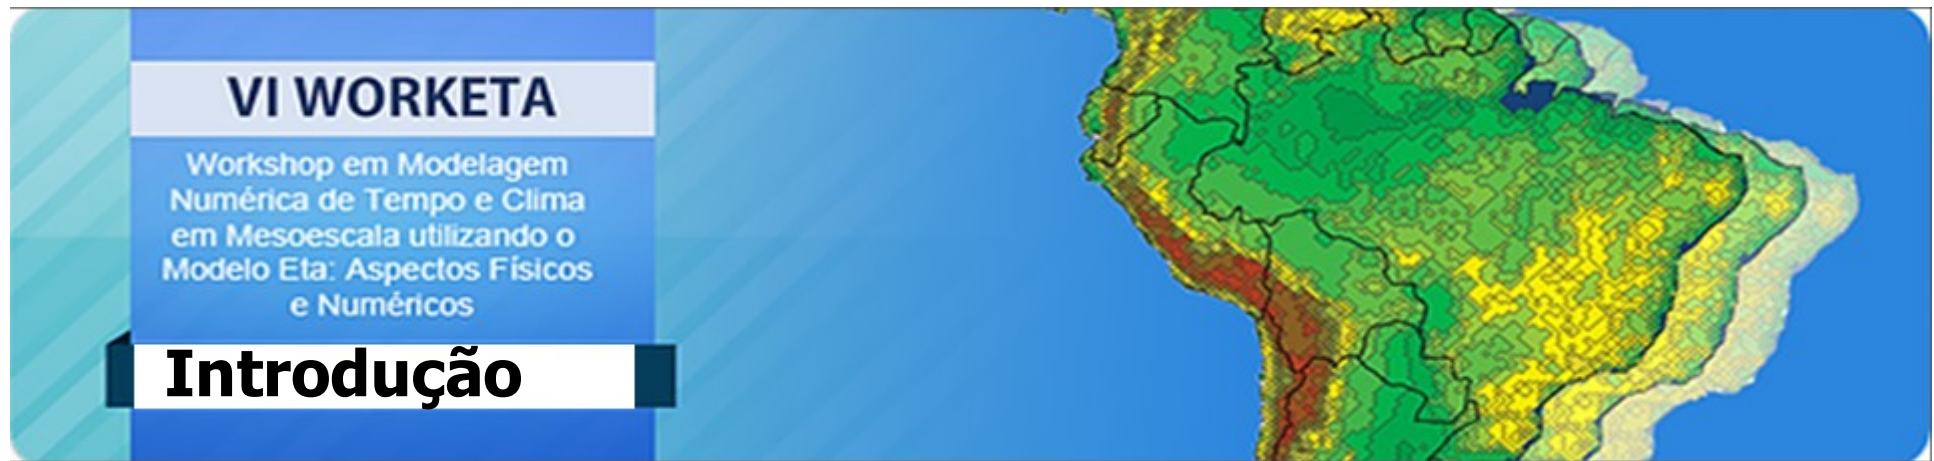 VI WORKETA
Workshop em Modelagem
Numérica de Tempo e Clima
em Mesoescala utilizando o
Modelo Eta: Aspectos Físicos
e Numéricos
Introdução